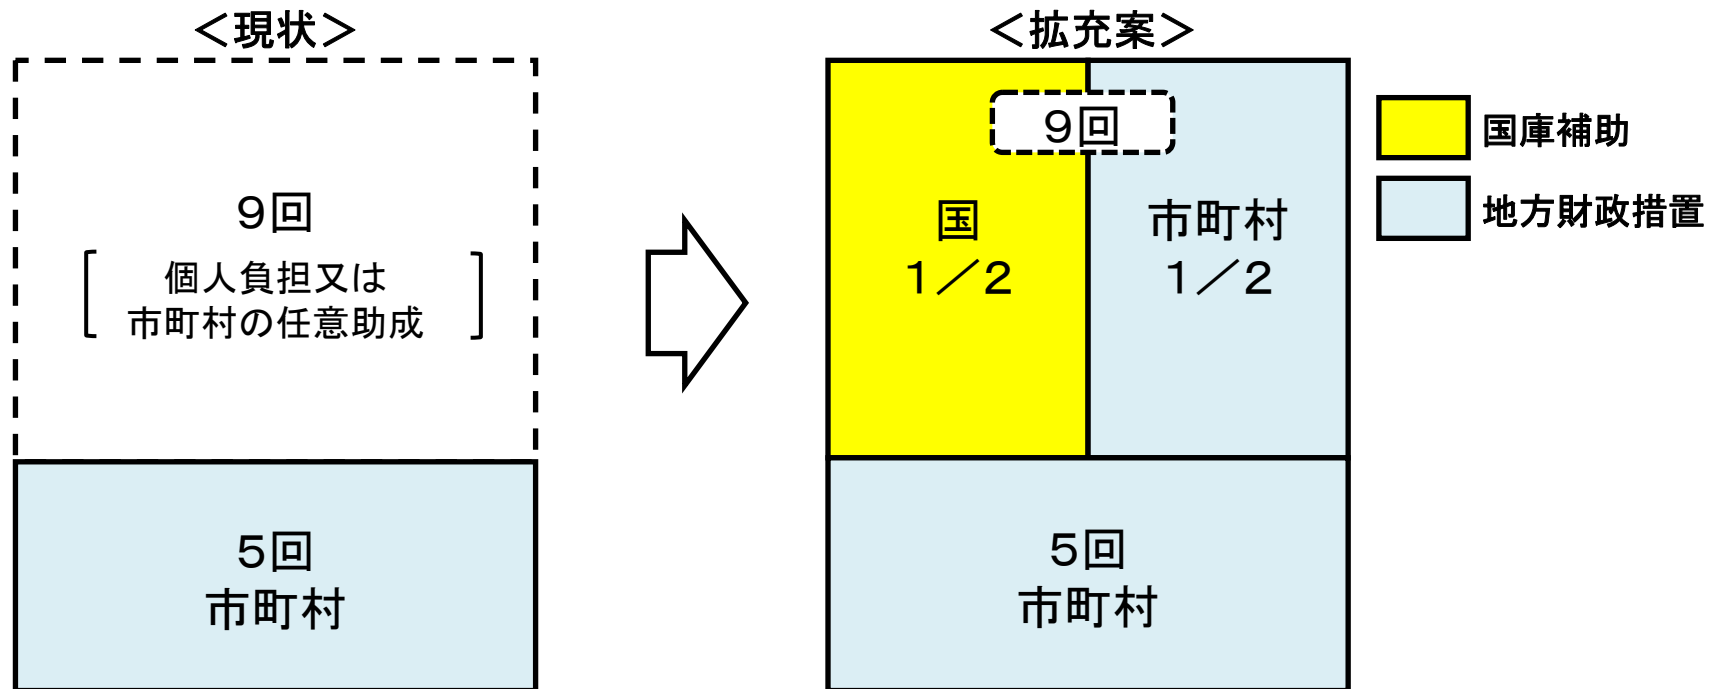 ＜現状＞
9回
個人負担又は
市町村の任意助成
5回
市町村
＜拡充案＞
9回
国
1／2
市町村
1／2
5回
市町村
国庫補助
地方財政措置